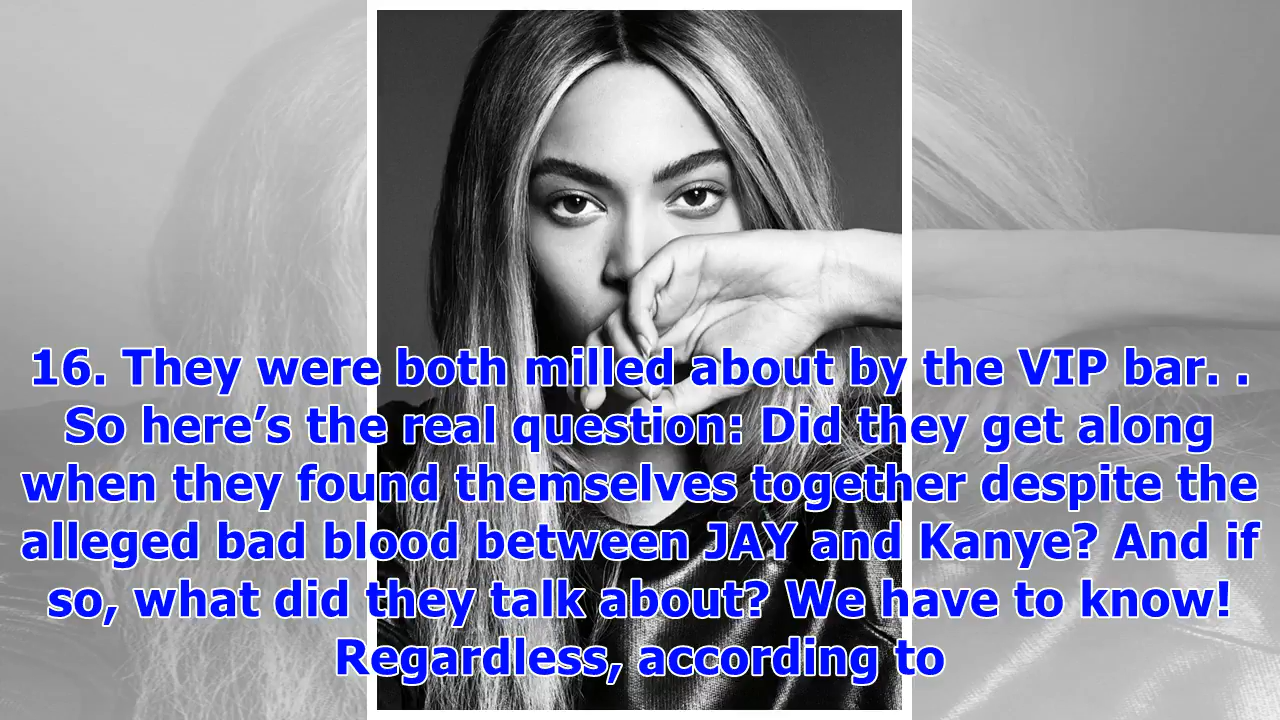 16. They were both milled about by the VIP bar. .
So here’s the real question: Did they get along
when they found themselves together despite the
alleged bad blood between JAY and Kanye? And if
so, what did they talk about? We have to know!
Regardless, according to